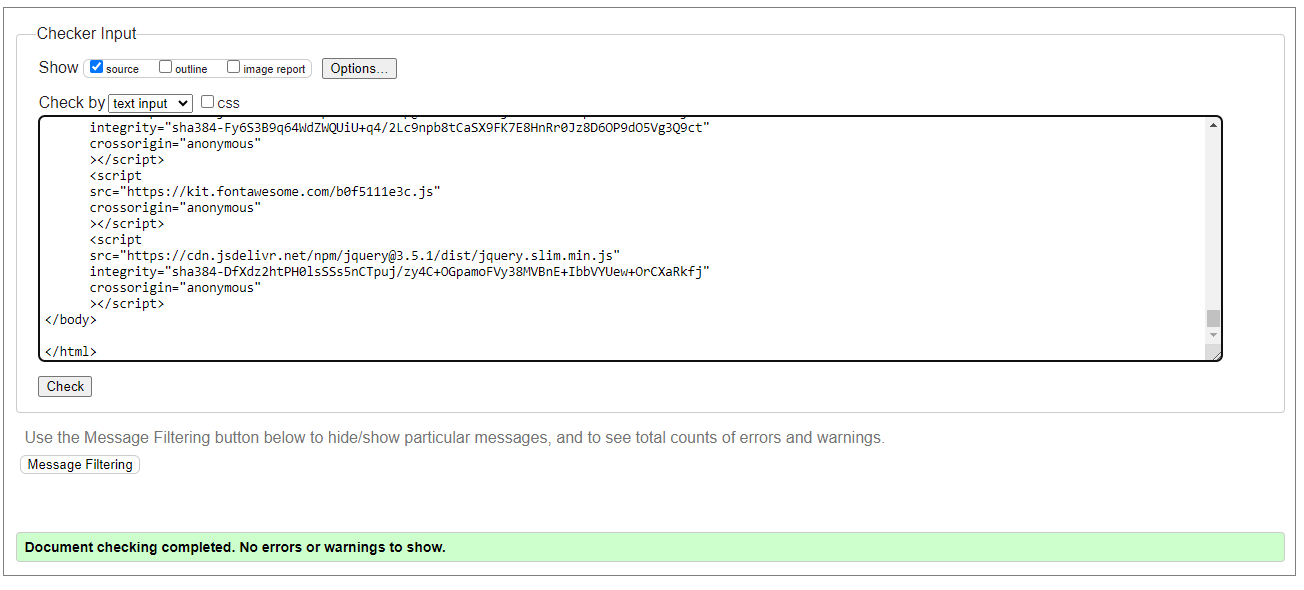 Checker Input
Show source outline image report Options...
Check by text input css
integrity="sha384-Fy6S3B9q64WdZWQUiU+q4/2Lc9npb8tCaSX9FK7E8HnRr0Jz8D6OP9dO5Vg3Q9ct"
crossorigin="anonymous"
></script>
<script
src="https://kit.fontawesome.com/b0f5111e3c.js"
crossorigin="anonymous"
></script>
<script
src="https://cdn.jsdelivr.net/npm/jquery@3.5.1/dist/jquery.slim.min.js"
integrity="sha384-DfXdz2htPH0lsSSs5nCTpuj/zy4C+OGpamoFVy38MVBnE+IbbVYUew+OrCXaRkfj"
crossorigin="anonymous"
></script>
</body>
</html>
Check
Use the Message Filtering button below to hide/show particular messages, and to see total counts of errors and warnings.
Message Filtering
Document checking completed. No errors or warnings to show.